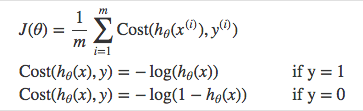 J(θ) = 1/m ∑_{i=1}^{m} Cost(h_θ(x^{(i)}), y^{(i)})
Cost(h_θ(x), y) = − log(h_θ(x)) if y = 1
Cost(h_θ(x), y) = − log(1 − h_θ(x)) if y = 0